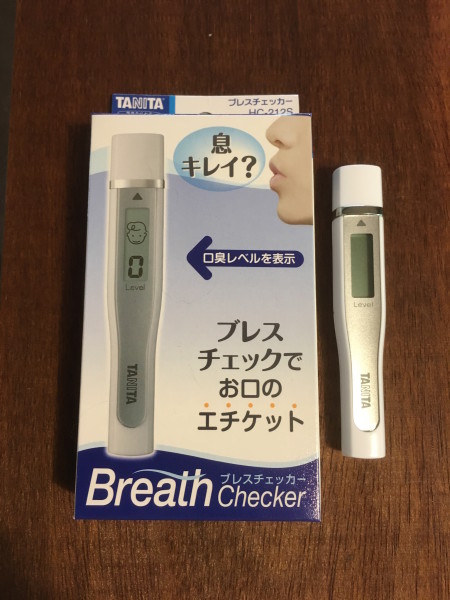 TANITA
ブレスチェッカー
HC-212S
息
キレイ?
0
Level
TANITA
口臭レベルを表示
ブレス
チェックで
お口の
エチケット
ブレスチェッカー
Breath Checker
Level
TANITA